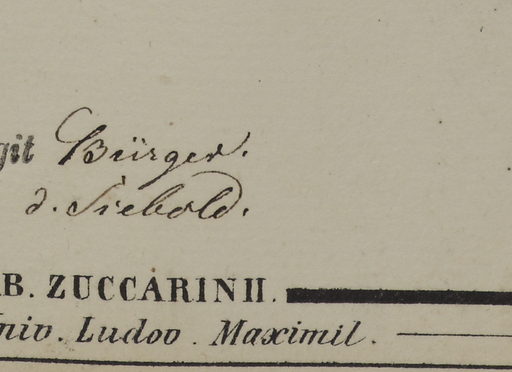 git Bürger.
d. Siebold.
B. ZUCCARINII.
niv. Ludov. Maximil.